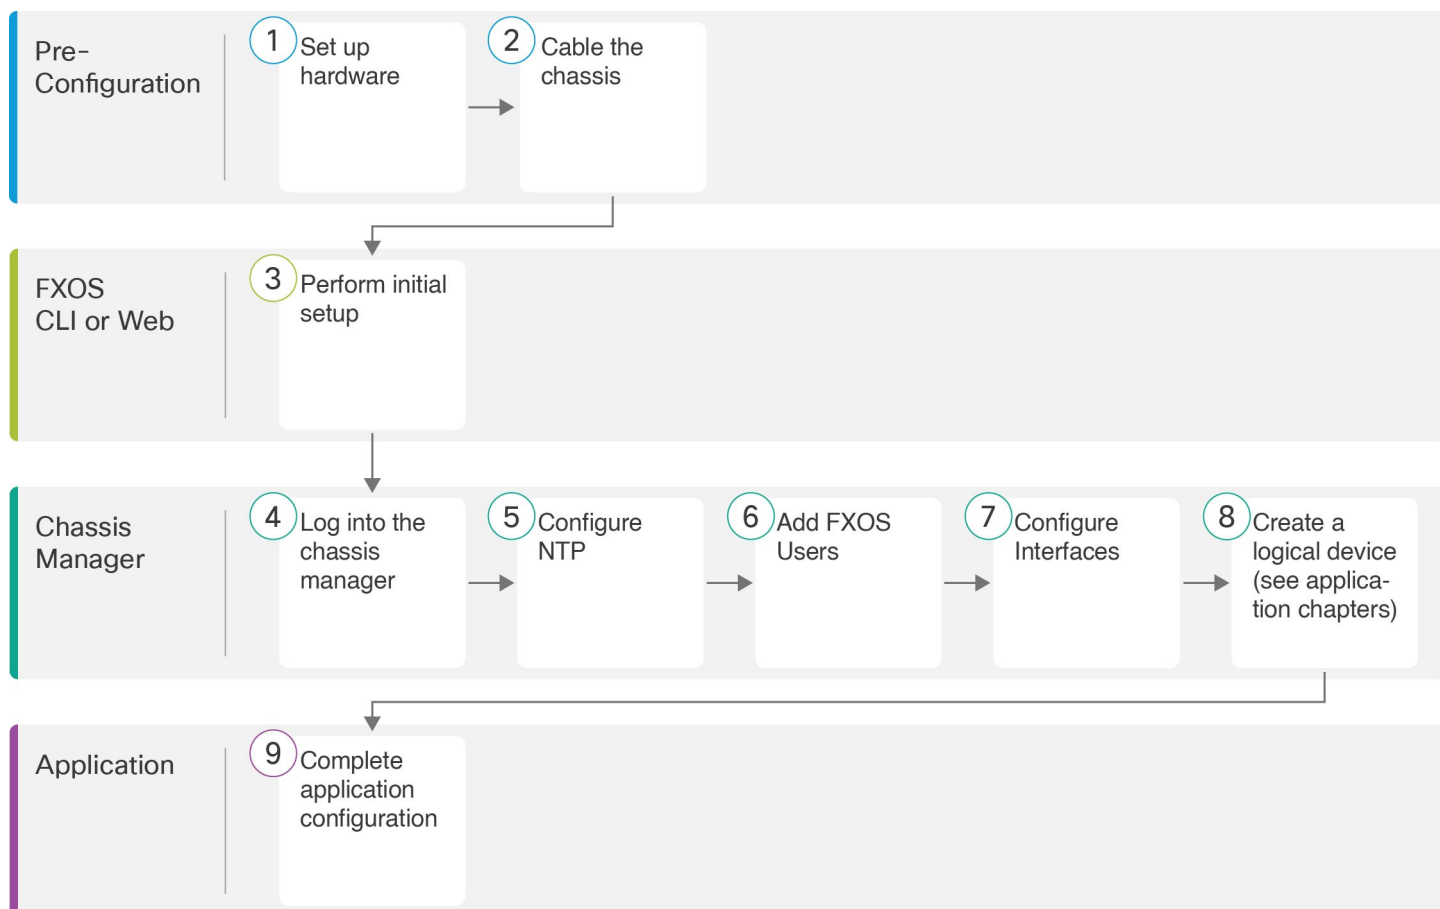 Pre-
Configuration
1
Set up
hardware
2
Cable the
chassis
FXOS
CLI or Web
3
Perform initial
setup
Chassis
Manager
4
Log into the
chassis
manager
5
Configure
NTP
6
Add FXOS
Users
7
Configure
Interfaces
8
Create a
logical device
(see applica-
tion chapters)
Application
9
Complete
application
configuration